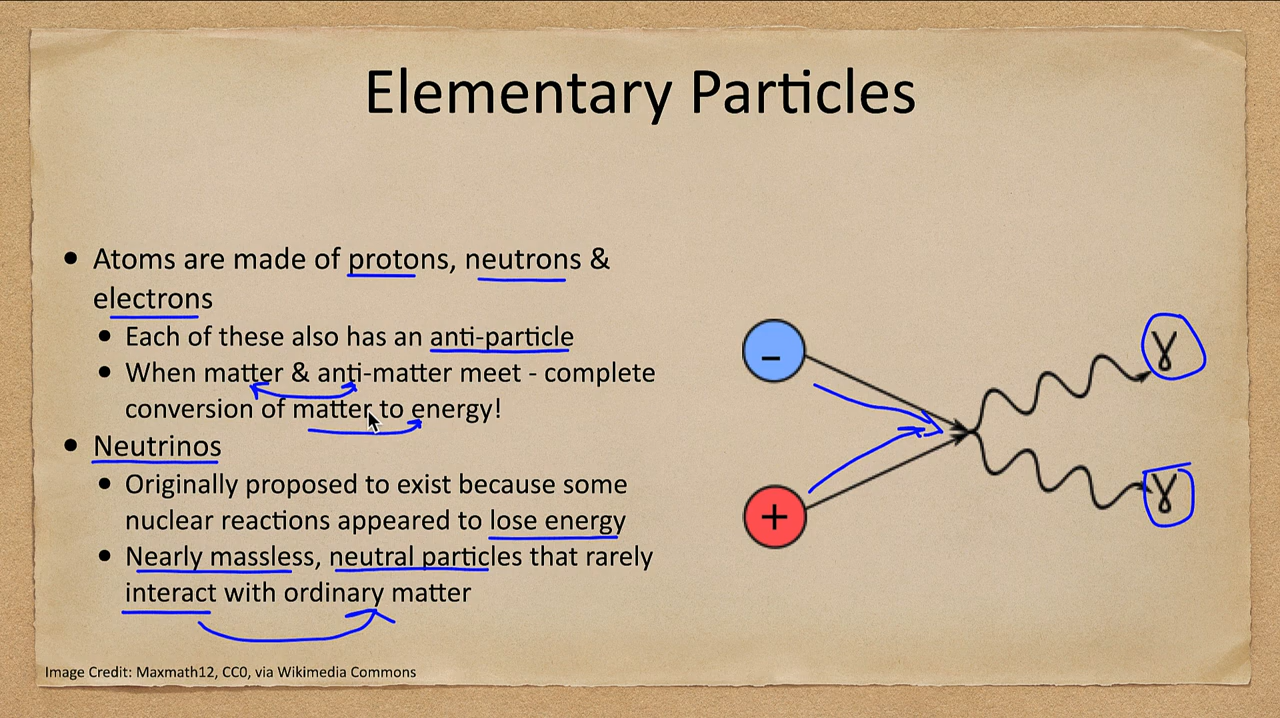 Elementary Particles
• Atoms are made of protons, neutrons &
electrons
• Each of these also has an anti-particle
• When matter & anti-matter meet - complete
conversion of matter to energy!
• Neutrinos
• Originally proposed to exist because some
nuclear reactions appeared to lose energy
• Nearly massless, neutral particles that rarely
interact with ordinary matter
−
+
γ
γ
Image Credit: Maxmath12, CC0, via Wikimedia Commons